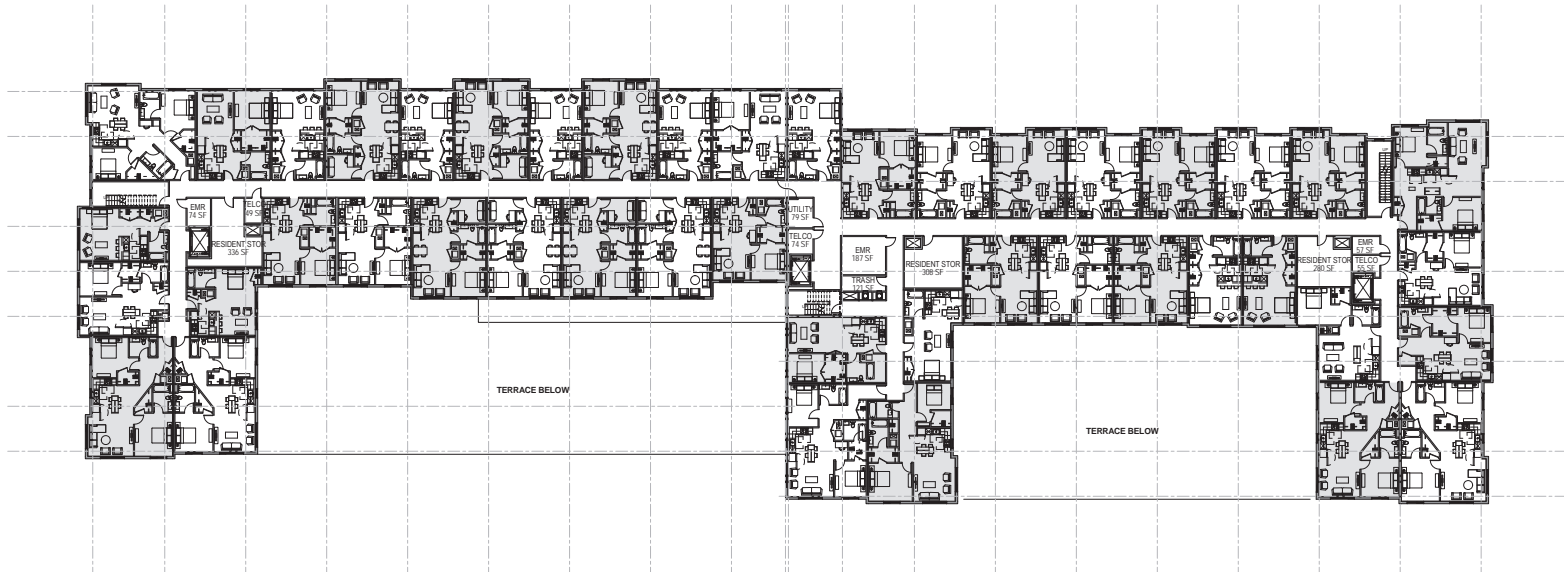 EMR
74 SF
TELCO
49 SF
RESIDENT STOR
336 SF
UTILITY
79 SF
TELCO
74 SF
EMR
187 SF
TRASH
121 SF
RESIDENT STOR
308 SF
RESIDENT STOR
280 SF
EMR
57 SF
TELCO
55 SF
TERRACE BELOW
TERRACE BELOW